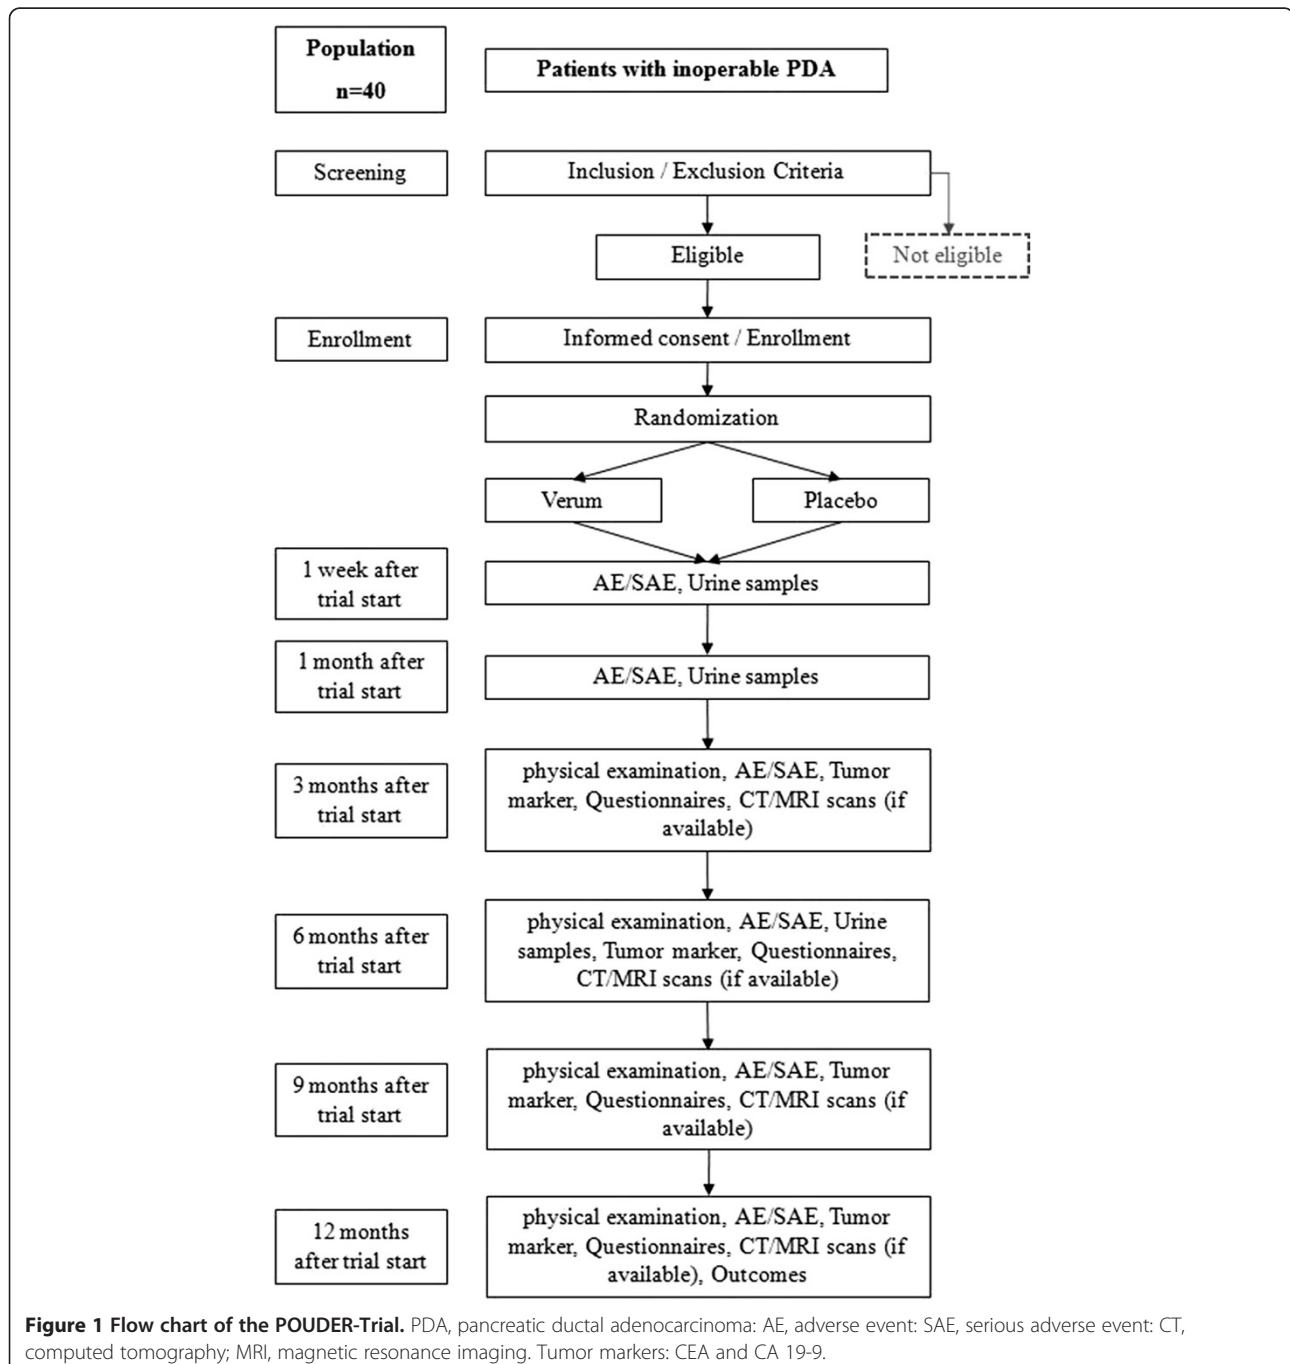 Population
n=40
Patients with inoperable PDA
Screening
Inclusion / Exclusion Criteria
Eligible
Not eligible
Enrollment
Informed consent / Enrollment
Randomization
Verum
Placebo
1 week after
trial start
AE/SAE, Urine samples
1 month after
trial start
AE/SAE, Urine samples
3 months after
trial start
physical examination, AE/SAE, Tumor
marker, Questionnaires, CT/MRI scans (if
available)
6 months after
trial start
physical examination, AE/SAE, Urine
samples, Tumor marker, Questionnaires,
CT/MRI scans (if available)
9 months after
trial start
physical examination, AE/SAE, Tumor
marker, Questionnaires, CT/MRI scans (if
available)
12 months
after trial start
physical examination, AE/SAE, Tumor
marker, Questionnaires, CT/MRI scans (if
available), Outcomes
Figure 1 Flow chart of the POUDER-Trial. PDA, pancreatic ductal adenocarcinoma: AE, adverse event: SAE, serious adverse event: CT,
computed tomography; MRI, magnetic resonance imaging. Tumor markers: CEA and CA 19-9.